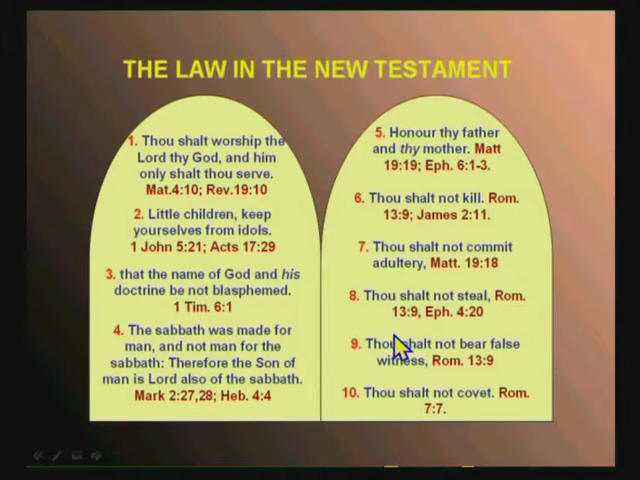 THE LAW IN THE NEW TESTAMENT
1. Thou shalt worship the
Lord thy God, and him
only shalt thou serve.
Mat.4:10; Rev.19:10
2. Little children, keep
yourselves from idols.
1 John 5:21; Acts 17:29
3. that the name of God and his
doctrine be not blasphemed.
1 Tim. 6:1
4. The sabbath was made for
man, and not man for the
sabbath: Therefore the Son of
man is Lord also of the sabbath.
Mark 2:27,28; Heb. 4:4
5. Honour thy father
and thy mother. Matt
19:19; Eph. 6:1-3.
6. Thou shalt not kill. Rom.
13:9; James 2:11.
7. Thou shalt not commit
adultery, Matt. 19:18
8. Thou shalt not steal, Rom.
13:9, Eph. 4:20
9. Thou shalt not bear false
witness, Rom. 13:9
10. Thou shalt not covet. Rom.
7:7.